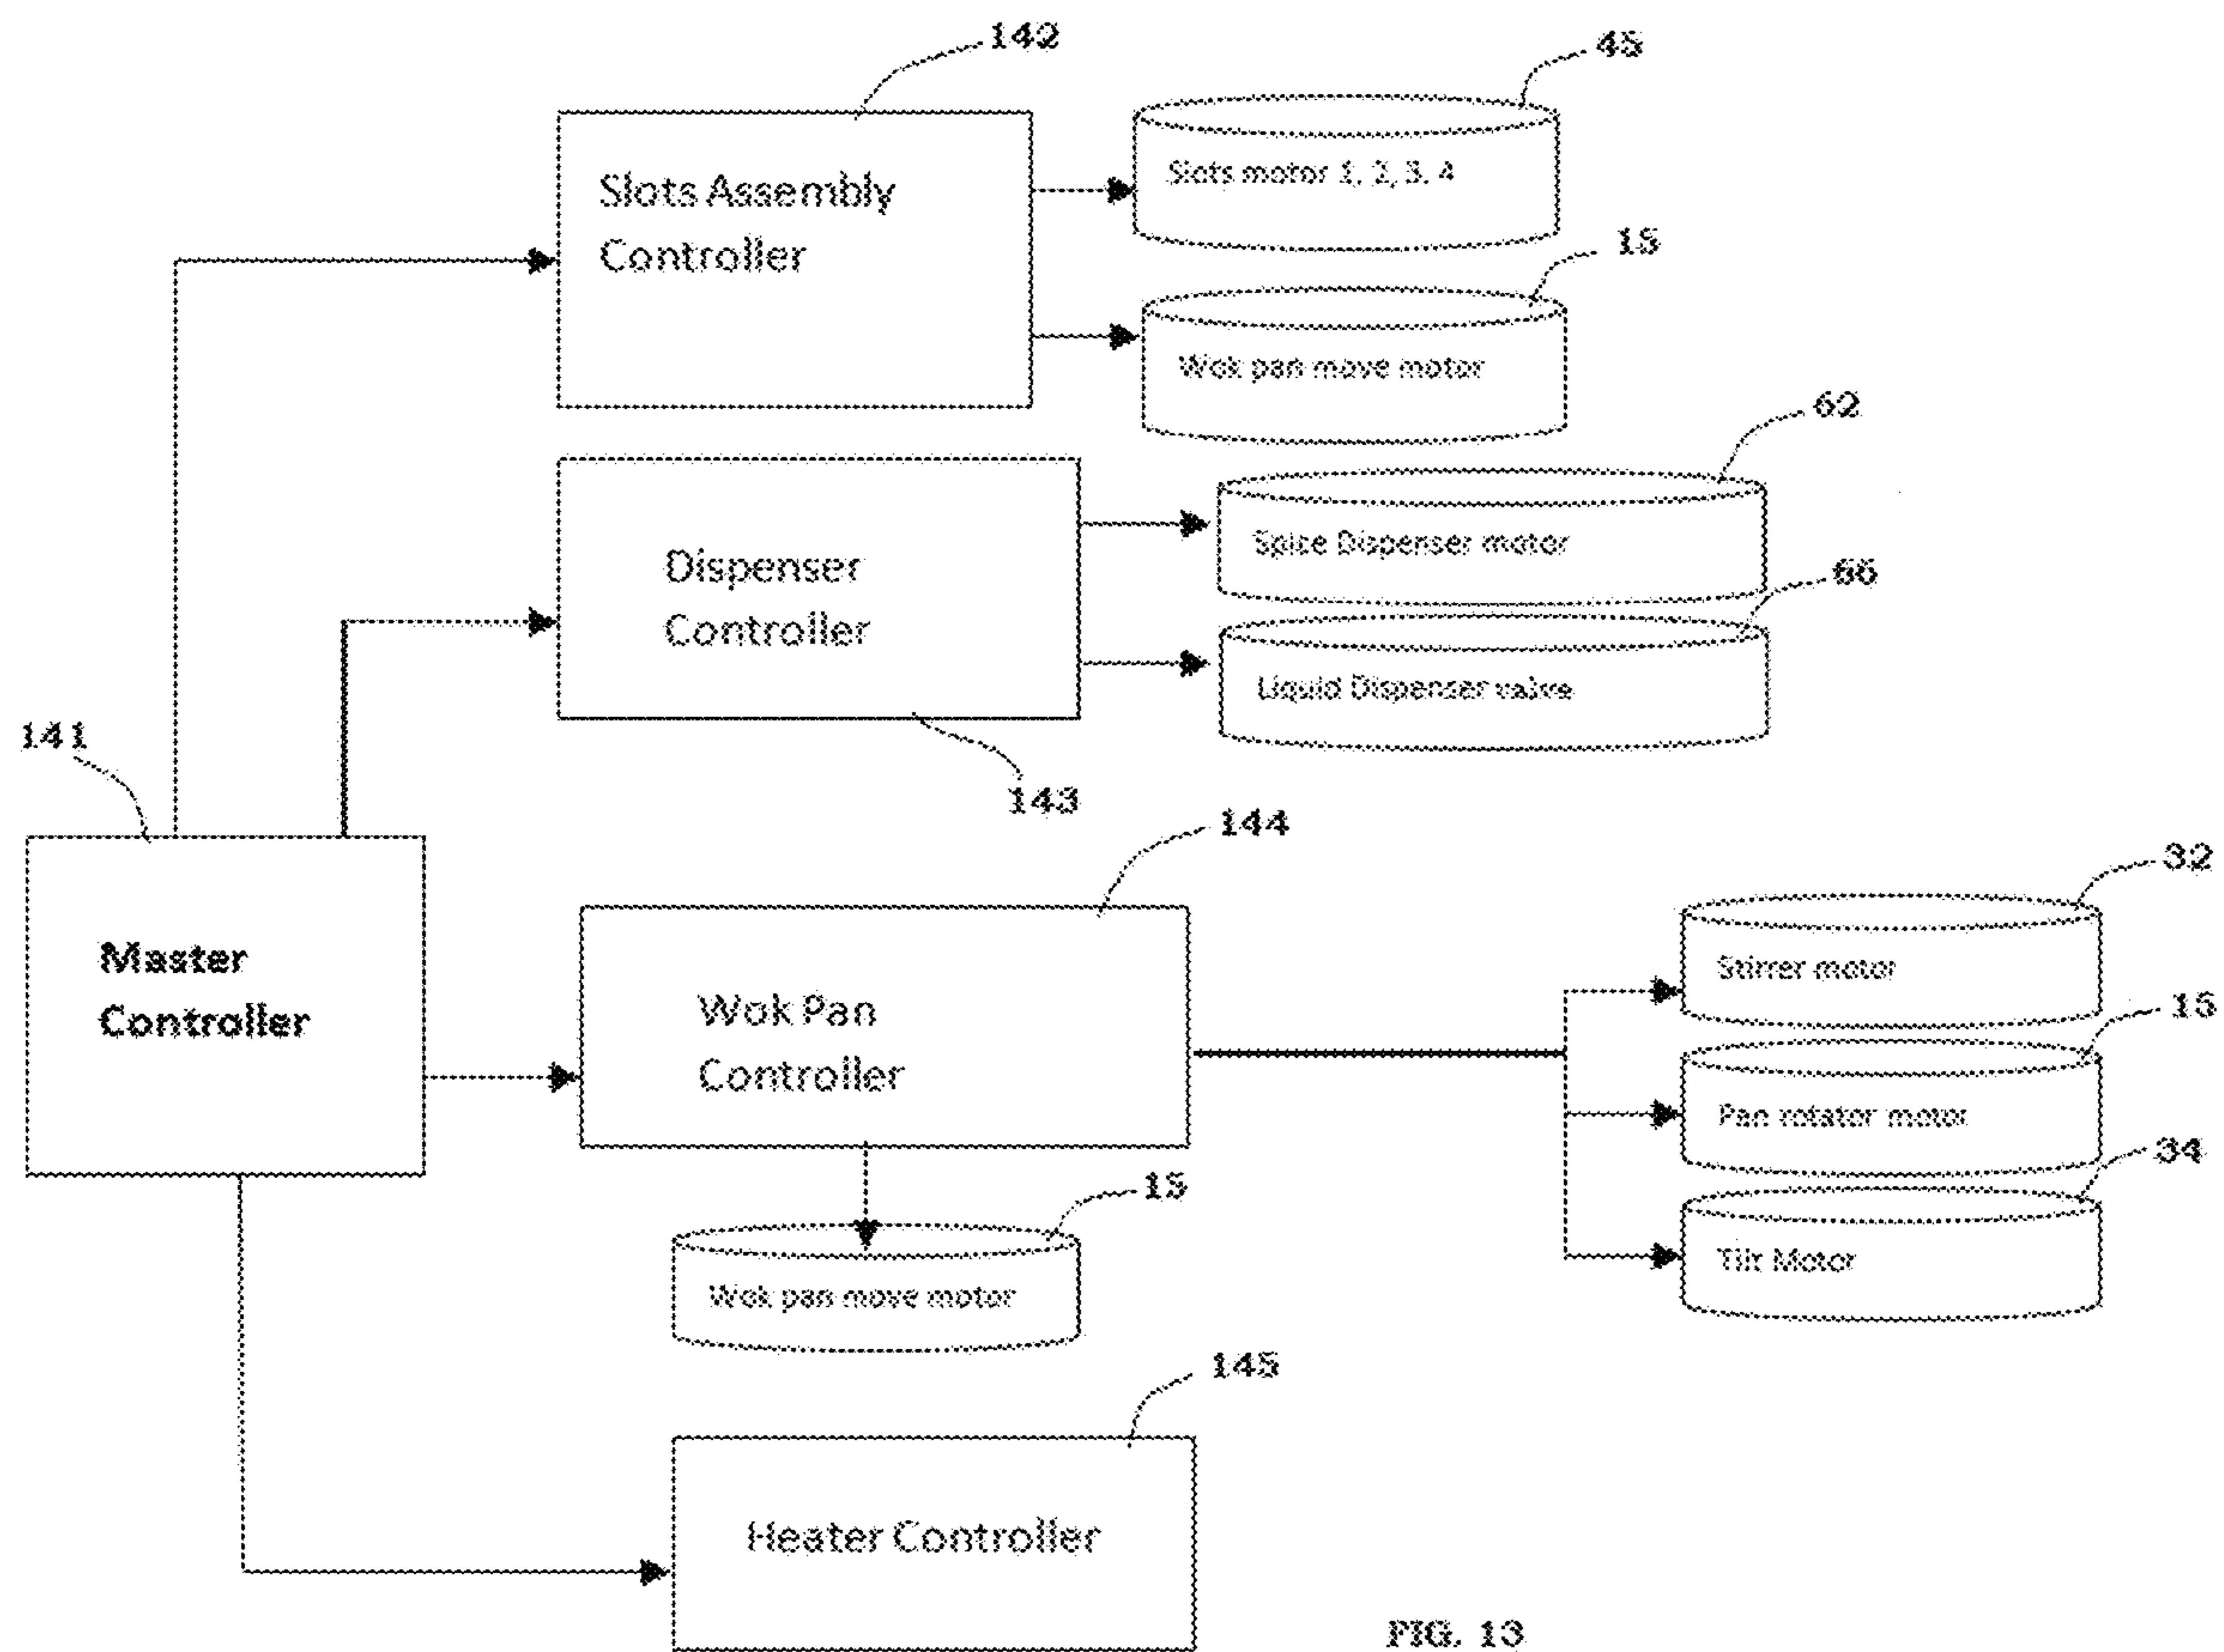 142
45
Slots Assembly
Controller
Slots motor 1, 2, 3, 4
15
Wok pan move motor
62
Dispenser
Controller
Spice Dispenser motor
66
Liquid Dispenser valve
143
141
Master
Controller
144
Wok Pan
Controller
32
Stirrer motor
15
Pan rotator motor
34
Tilt Motor
15
Wok pan move motor
145
Heater Controller
FIG. 13